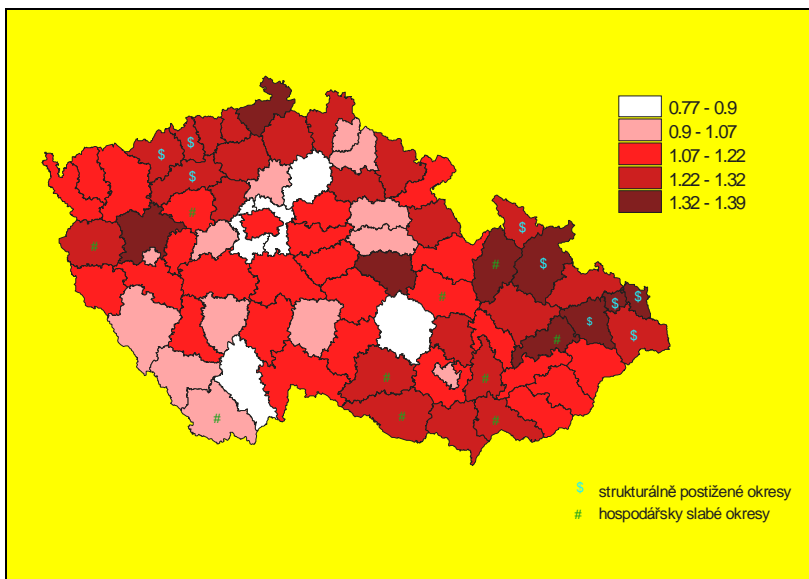 0.77 - 0.9
0.9 - 1.07
1.07 - 1.22
1.22 - 1.32
1.32 - 1.39
$ strukturálně postižené okresy
# hospodářsky slabé okresy